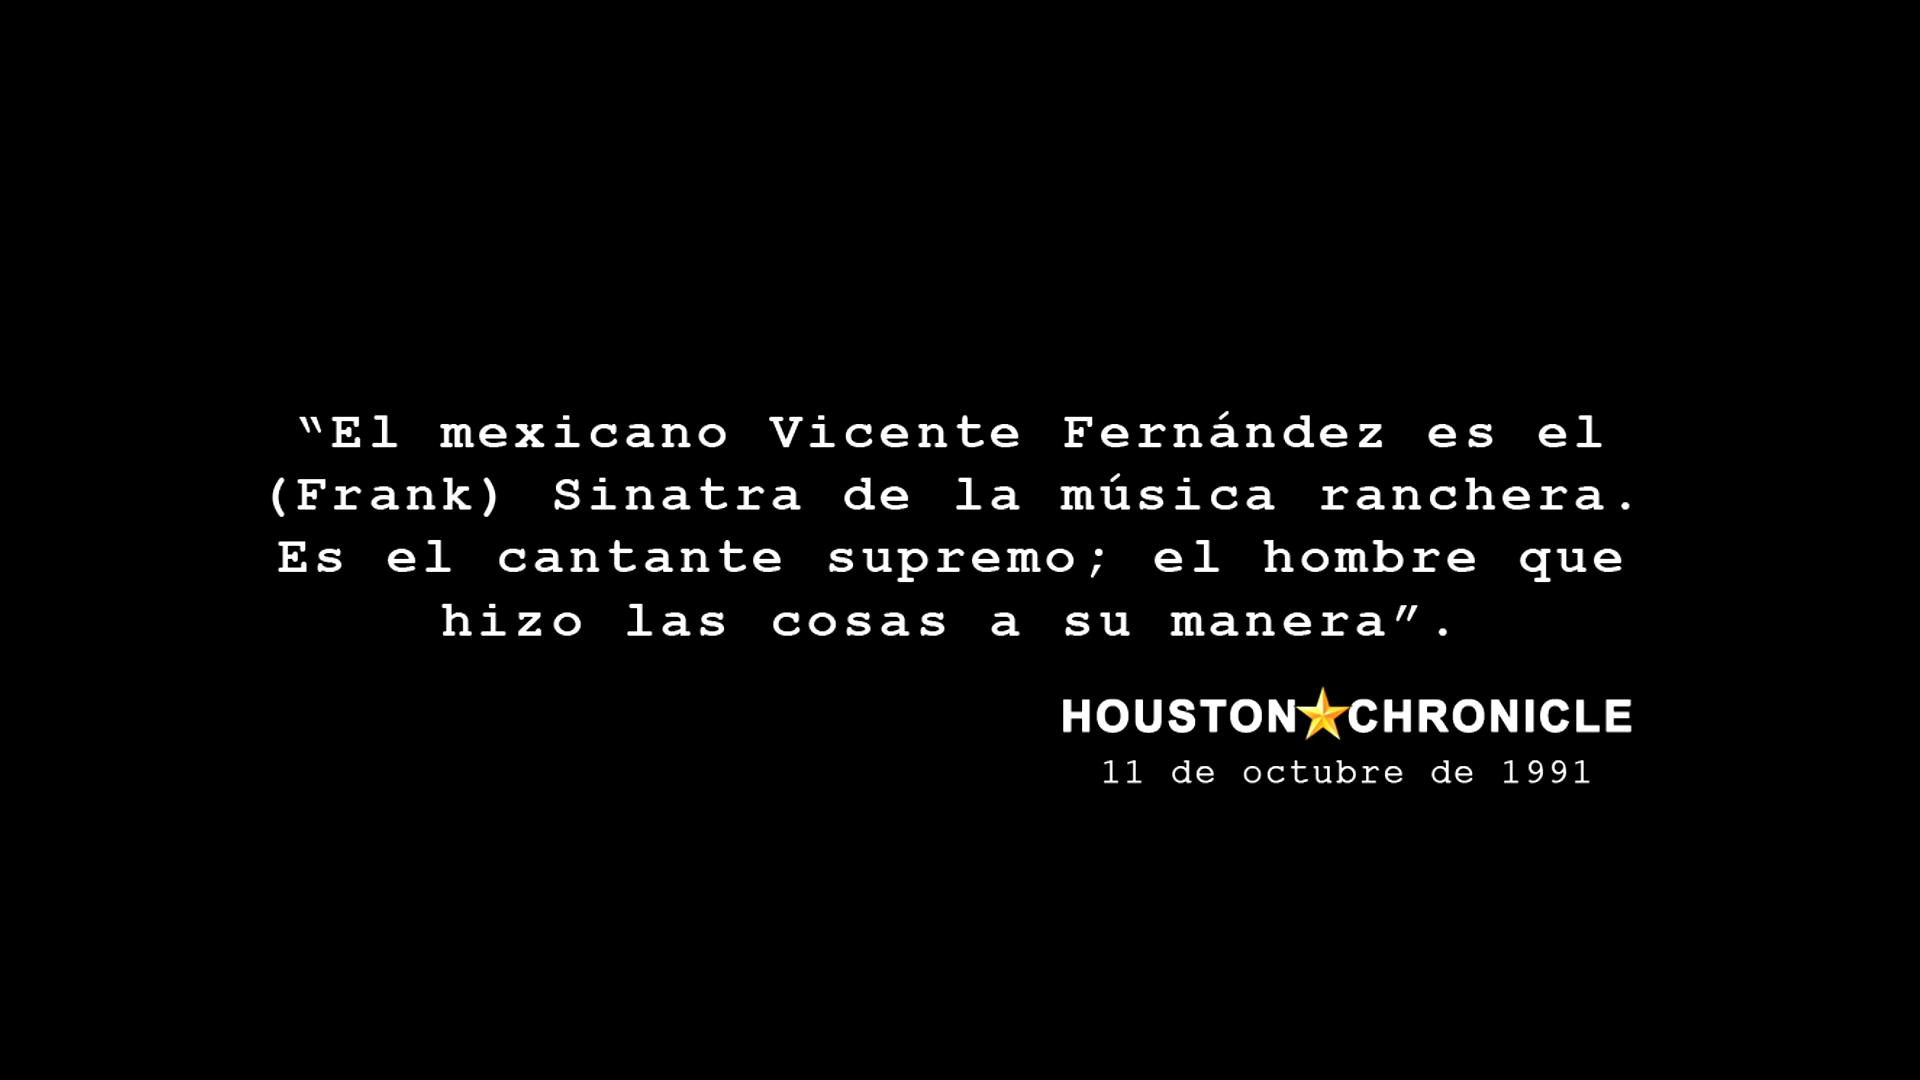 “El mexicano Vicente Fernández es el
(Frank) Sinatra de la música ranchera.
Es el cantante supremo; el hombre que
hizo las cosas a su manera”.
HOUSTON CHRONICLE
11 de octubre de 1991